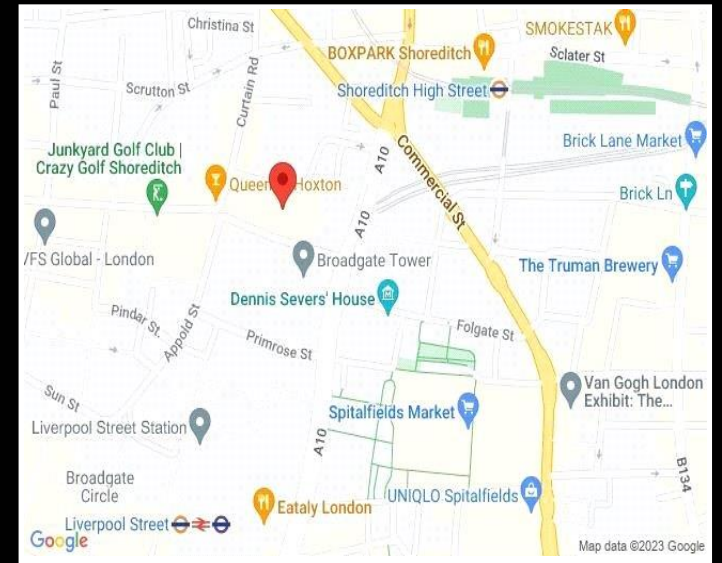 Christina St
SMOKESTAK
BOXPARK Shoreditch
Sclater St
Paul St
Scrutton St
Curtain Rd
Shoreditch High Street
Junkyard Golf Club |
Crazy Golf Shoreditch
A10
Commercial St
Brick Lane Market
Queen Hoxton
Brick Ln
A10
/FS Global - London
Broadgate Tower
The Truman Brewery
Dennis Severs' House
Pindar St.
Appold St
Primrose St
Folgate St
Sun St
Van Gogh London
Exhibit: The...
Spitalfields Market
Liverpool Street Station
A10
B134
Broadgate
Circle
UNIQLO Spitalfields
Eataly London
Liverpool Street
Google
Map data ©2023 Google